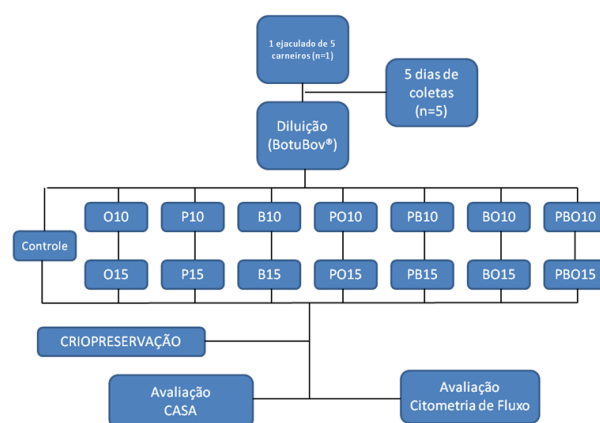 1 ejaculado de 5
carneiros (n=1)
5 dias de
coletas
(n=5)
Diluição
(BotuBov®)
O10
P10
B10
PO10
PB10
BO10
PBO10
Controle
O15
P15
B15
PO15
PB15
BO15
PBO15
CRIOPRESERVAÇÃO
Avaliação
CASA
Avaliação
Citometria de Fluxo